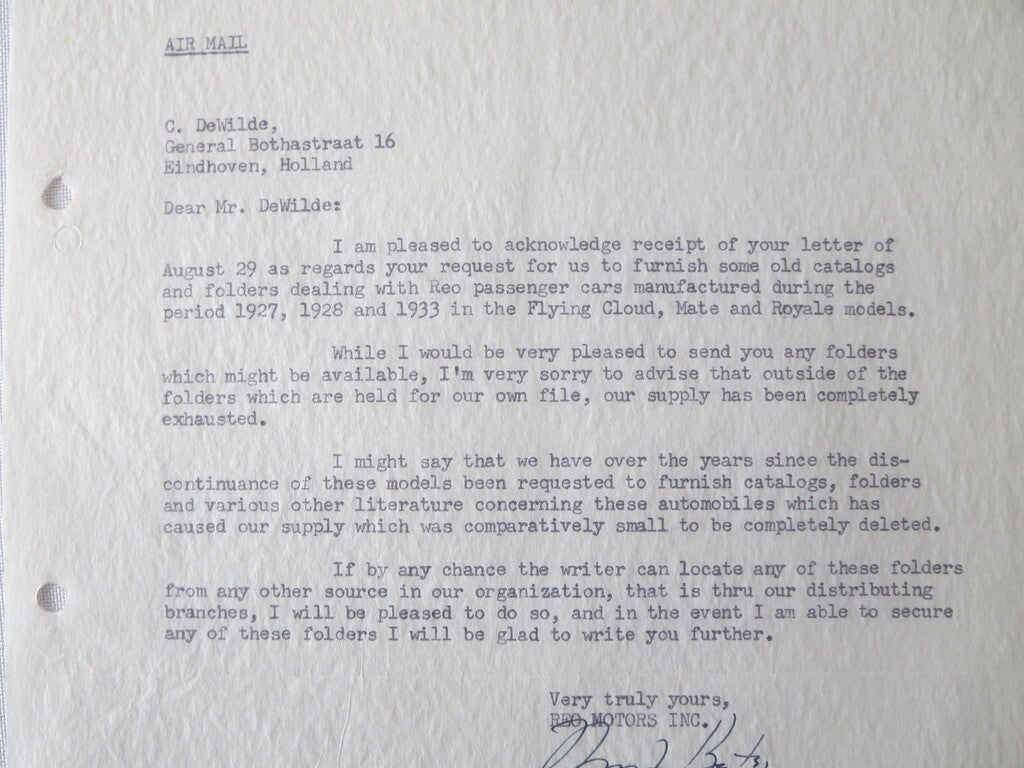 AIR MAIL
C. DeWilde,
General Bothastraat 16
Eindhoven, Holland
Dear Mr. DeWilde:
I am pleased to acknowledge receipt of your letter of
August 29 as regards your request for us to furnish some old catalogs
and folders dealing with Reo passenger cars manufactured during the
period 1927, 1928 and 1933 in the Flying Cloud, Mate and Royale models.
While I would be very pleased to send you any folders
which might be available, I'm very sorry to advise that outside of the
folders which are held for our own file, our supply has been completely
exhausted.
I might say that we have over the years since the dis-
continuance of these models been requested to furnish catalogs, folders
and various other literature concerning these automobiles which has
caused our supply which was comparatively small to be completely deleted.
If by any chance the writer can locate any of these folders
from any other source in our organization, that is thru our distributing
branches, I will be pleased to do so, and in the event I am able to secure
any of these folders I will be glad to write you further.
Very truly yours,
REO MOTORS INC.